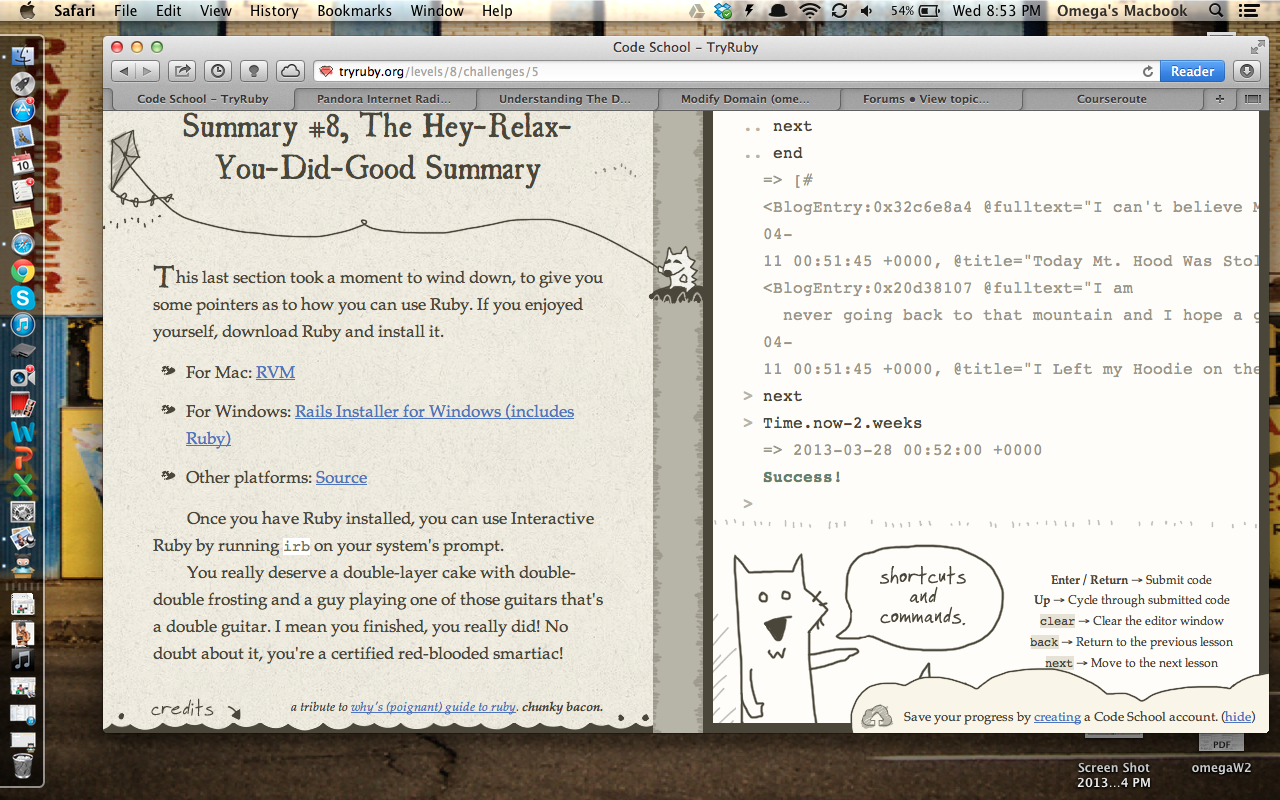 Safari File Edit View History Bookmarks Window Help
54% Wed 8:53 PM Omega's Macbook
Code School – TryRuby
tryruby.org/levels/8/challenges/5
Reader
Code School – TryRuby
Pandora Internet Radi...
Understanding The D...
Modify Domain (ome...
Forums • View topic...
Courseroute
Summary #8, The Hey-Relax-
You-Did-Good Summary
This last section took a moment to wind down, to give you
some pointers as to how you can use Ruby. If you enjoyed
yourself, download Ruby and install it.
For Mac: RVM
For Windows: Rails Installer for Windows (includes
Ruby)
Other platforms: Source
Once you have Ruby installed, you can use Interactive
Ruby by running irb on your system's prompt.
You really deserve a double-layer cake with double-
double frosting and a guy playing one of those guitars that's
a double guitar. I mean you finished, you really did! No
doubt about it, you're a certified red-blooded smartiac!
credits
a tribute to why's (poignant) guide to ruby. chunky bacon.
.. next
.. end
=> [#
<BlogEntry:0x32c6e8a4 @fulltext="I can't believe M
04-
11 00:51:45 +0000, @title="Today Mt. Hood Was Stol
<BlogEntry:0x20d38107 @fulltext="I am
never going back to that mountain and I hope a g
04-
11 00:51:45 +0000, @title="I Left my Hoodie on the
> next
> Time.now-2.weeks
=> 2013-03-28 00:52:00 +0000
Success!
>
shortcuts
and
commands.
Enter / Return → Submit code
Up → Cycle through submitted code
clear → Clear the editor window
back → Return to the previous lesson
next → Move to the next lesson
Save your progress by creating a Code School account. (hide)
PDF
Screen Shot
2013...4 PM
omegaW2
10